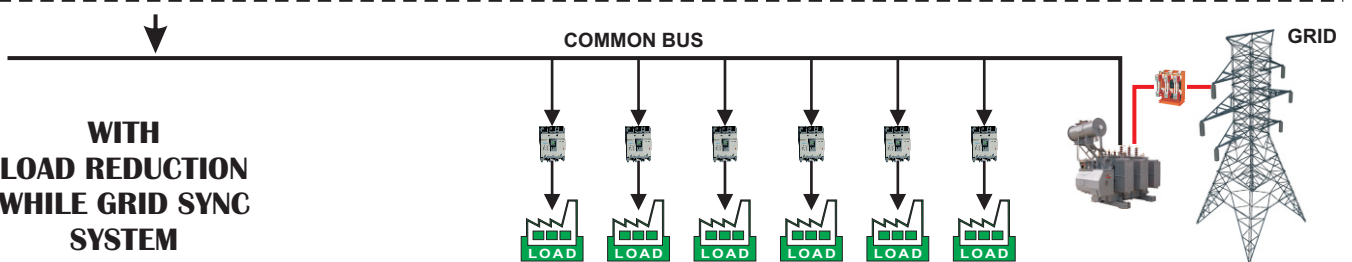 COMMON BUS
GRID
WITH
LOAD REDUCTION
WHILE GRID SYNC
SYSTEM
LOAD LOAD LOAD LOAD LOAD LOAD